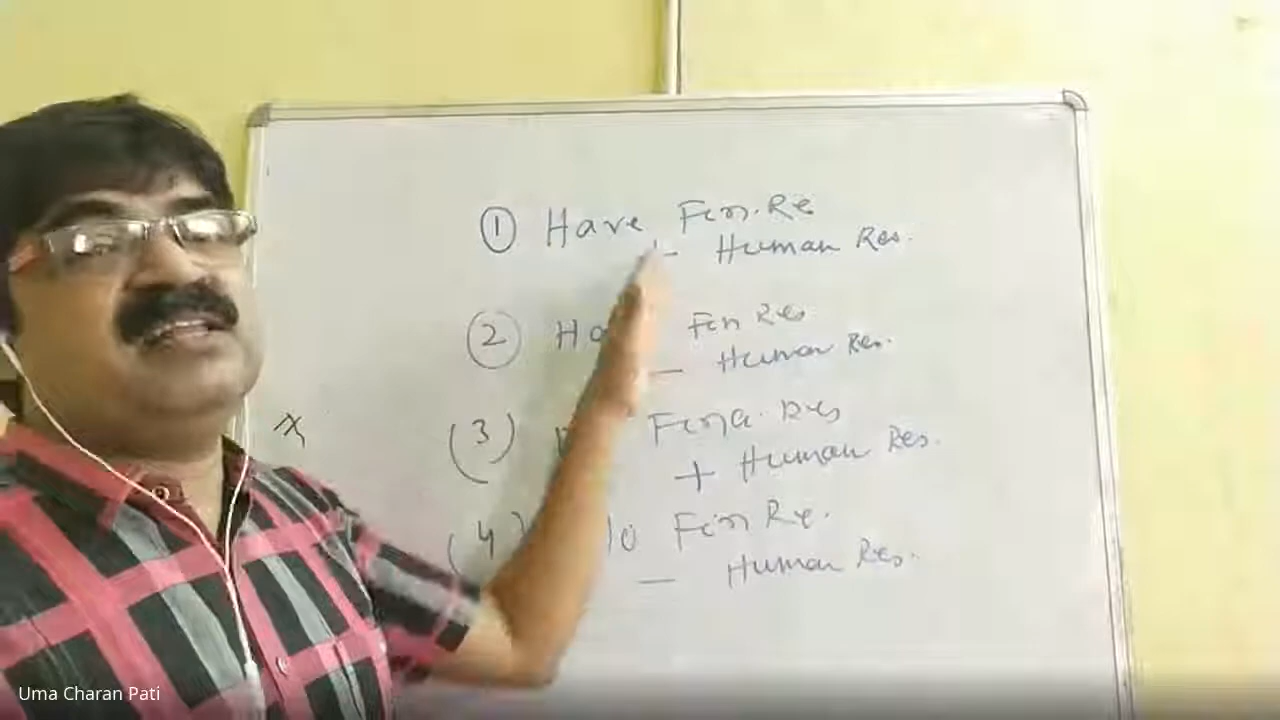 ① Have Fin.Re
- Human Res.
② Fin Res
- Human Res.
(3) Fina. Res
+ Human Res.
(4) Fin Re.
- Human Res.
Uma Charan Pati